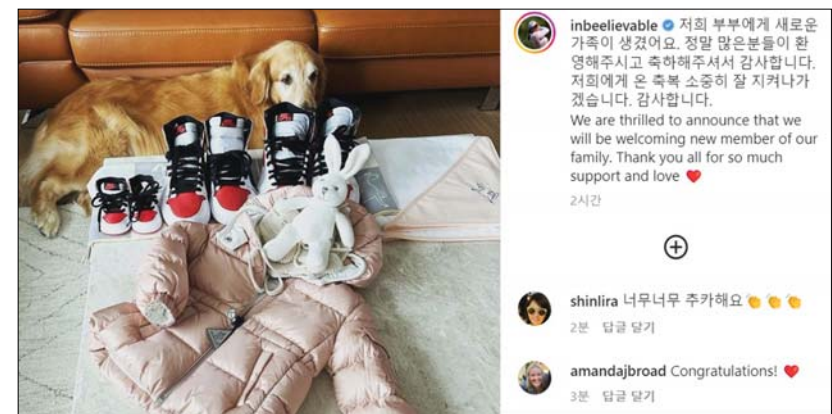 inbeelievable 저희 부부에게 새로운
가족이 생겼어요. 정말 많은분들이 환
영해주시고 축하해주셔서 감사합니다.
저희에게 온 축복 소중히 잘 지켜나가
겠습니다. 감사합니다.
We are thrilled to announce that we
will be welcoming new member of our
family. Thank you all for so much
support and love ❤️
2시간
shinlira 너무너무 추카해요 👏👏👏
2분 답글 달기
amandajbroad Congratulations! ❤️
3분 답글 달기